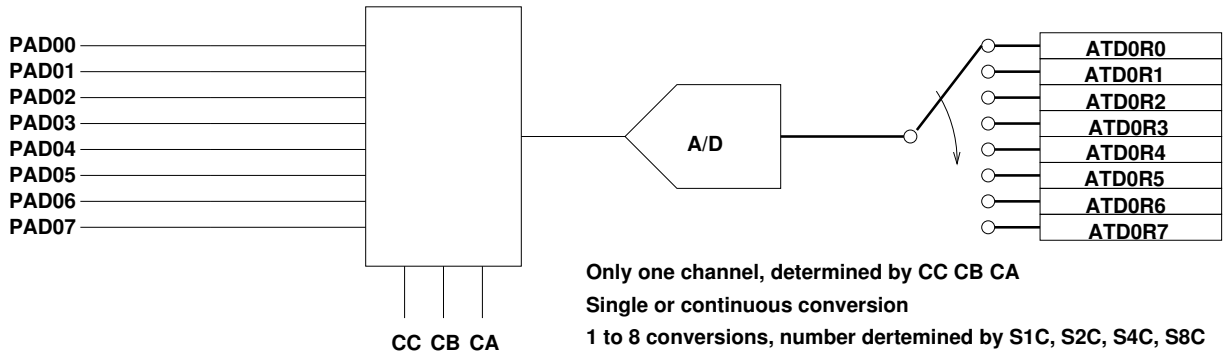 PAD00
PAD01
PAD02
PAD03
PAD04
PAD05
PAD06
PAD07
CC CB CA
A/D
ATD0R0
ATD0R1
ATD0R2
ATD0R3
ATD0R4
ATD0R5
ATD0R6
ATD0R7
Only one channel, determined by CC CB CA
Single or continuous conversion
1 to 8 conversions, number dertemined by S1C, S2C, S4C, S8C